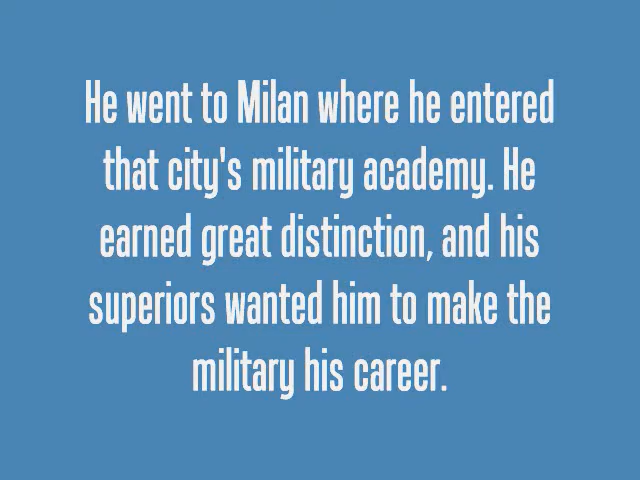 He went to Milan where he entered
that city's military academy. He
earned great distinction, and his
superiors wanted him to make the
military his career.